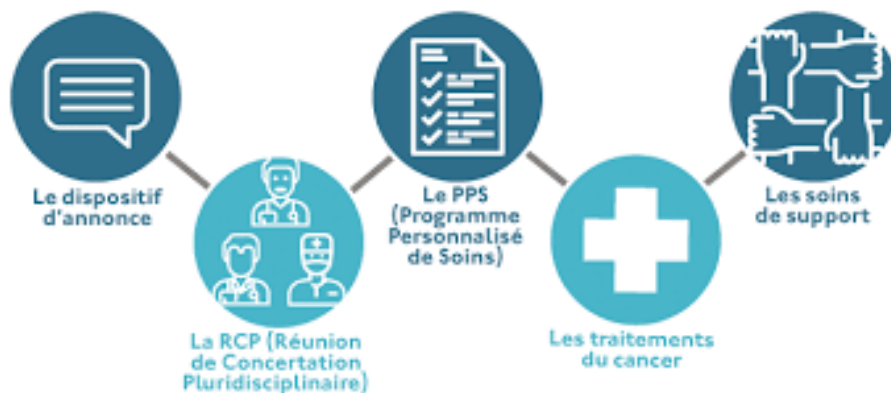 Le dispositif
d'annonce
La RCP (Réunion
de Concertation
Pluridisciplinaire)
Le PPS
(Programme
Personnalisé
de Soins)
Les traitements
du cancer
Les soins
de support